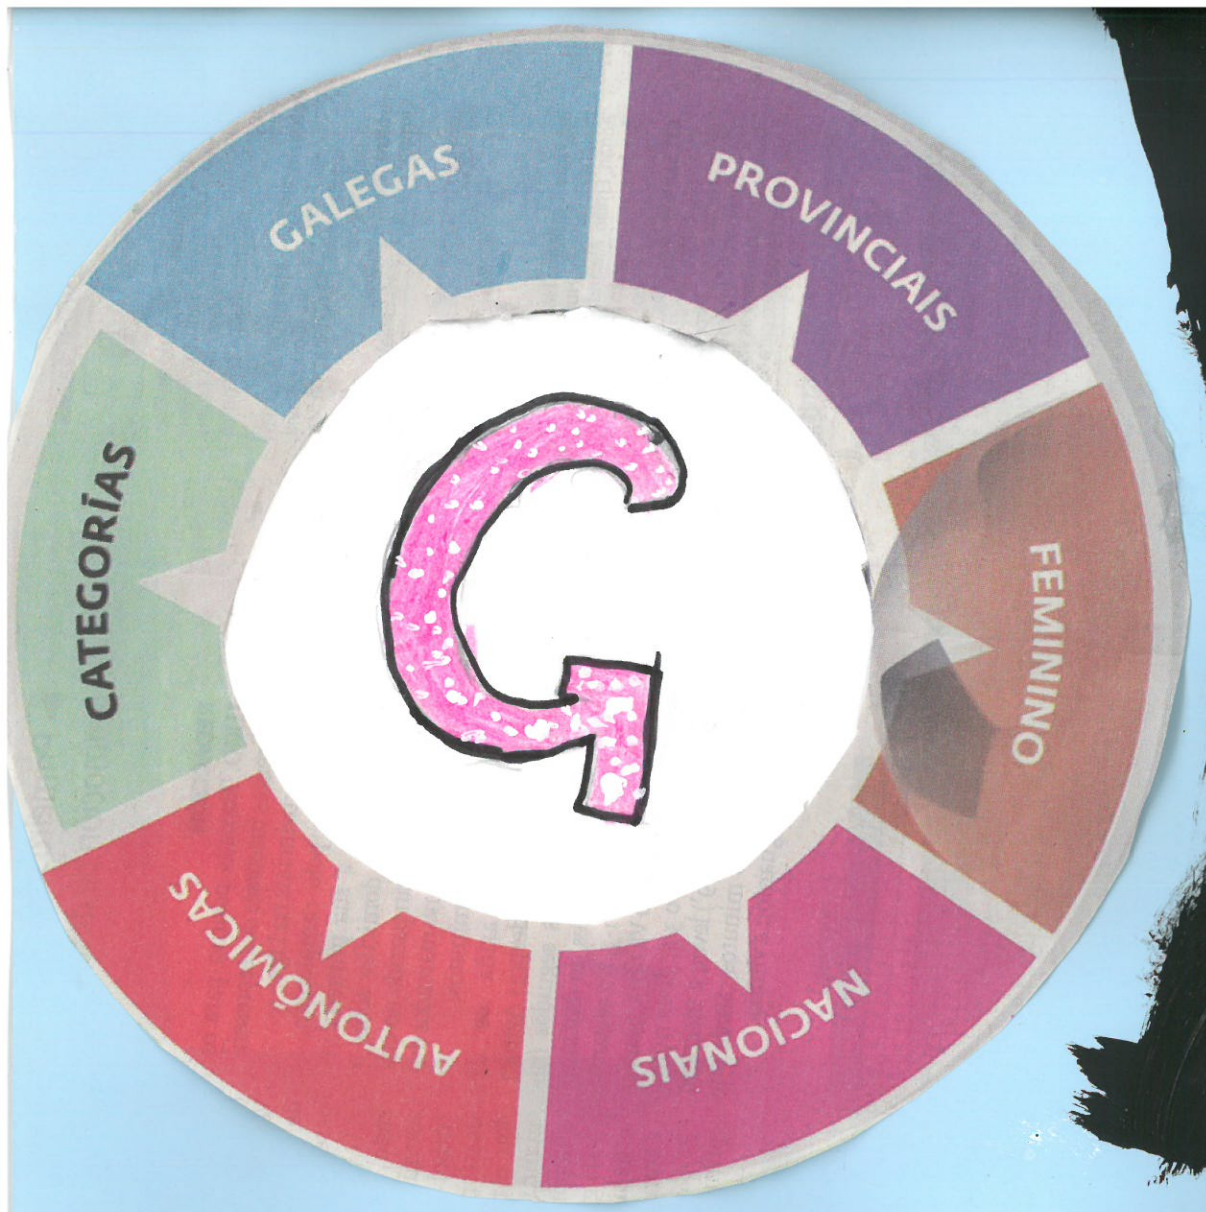 GALEGAS
PROVINCIAIS
FEMININO
NACIONAIS
AUTONÓMICAS
CATEGORÍAS
G